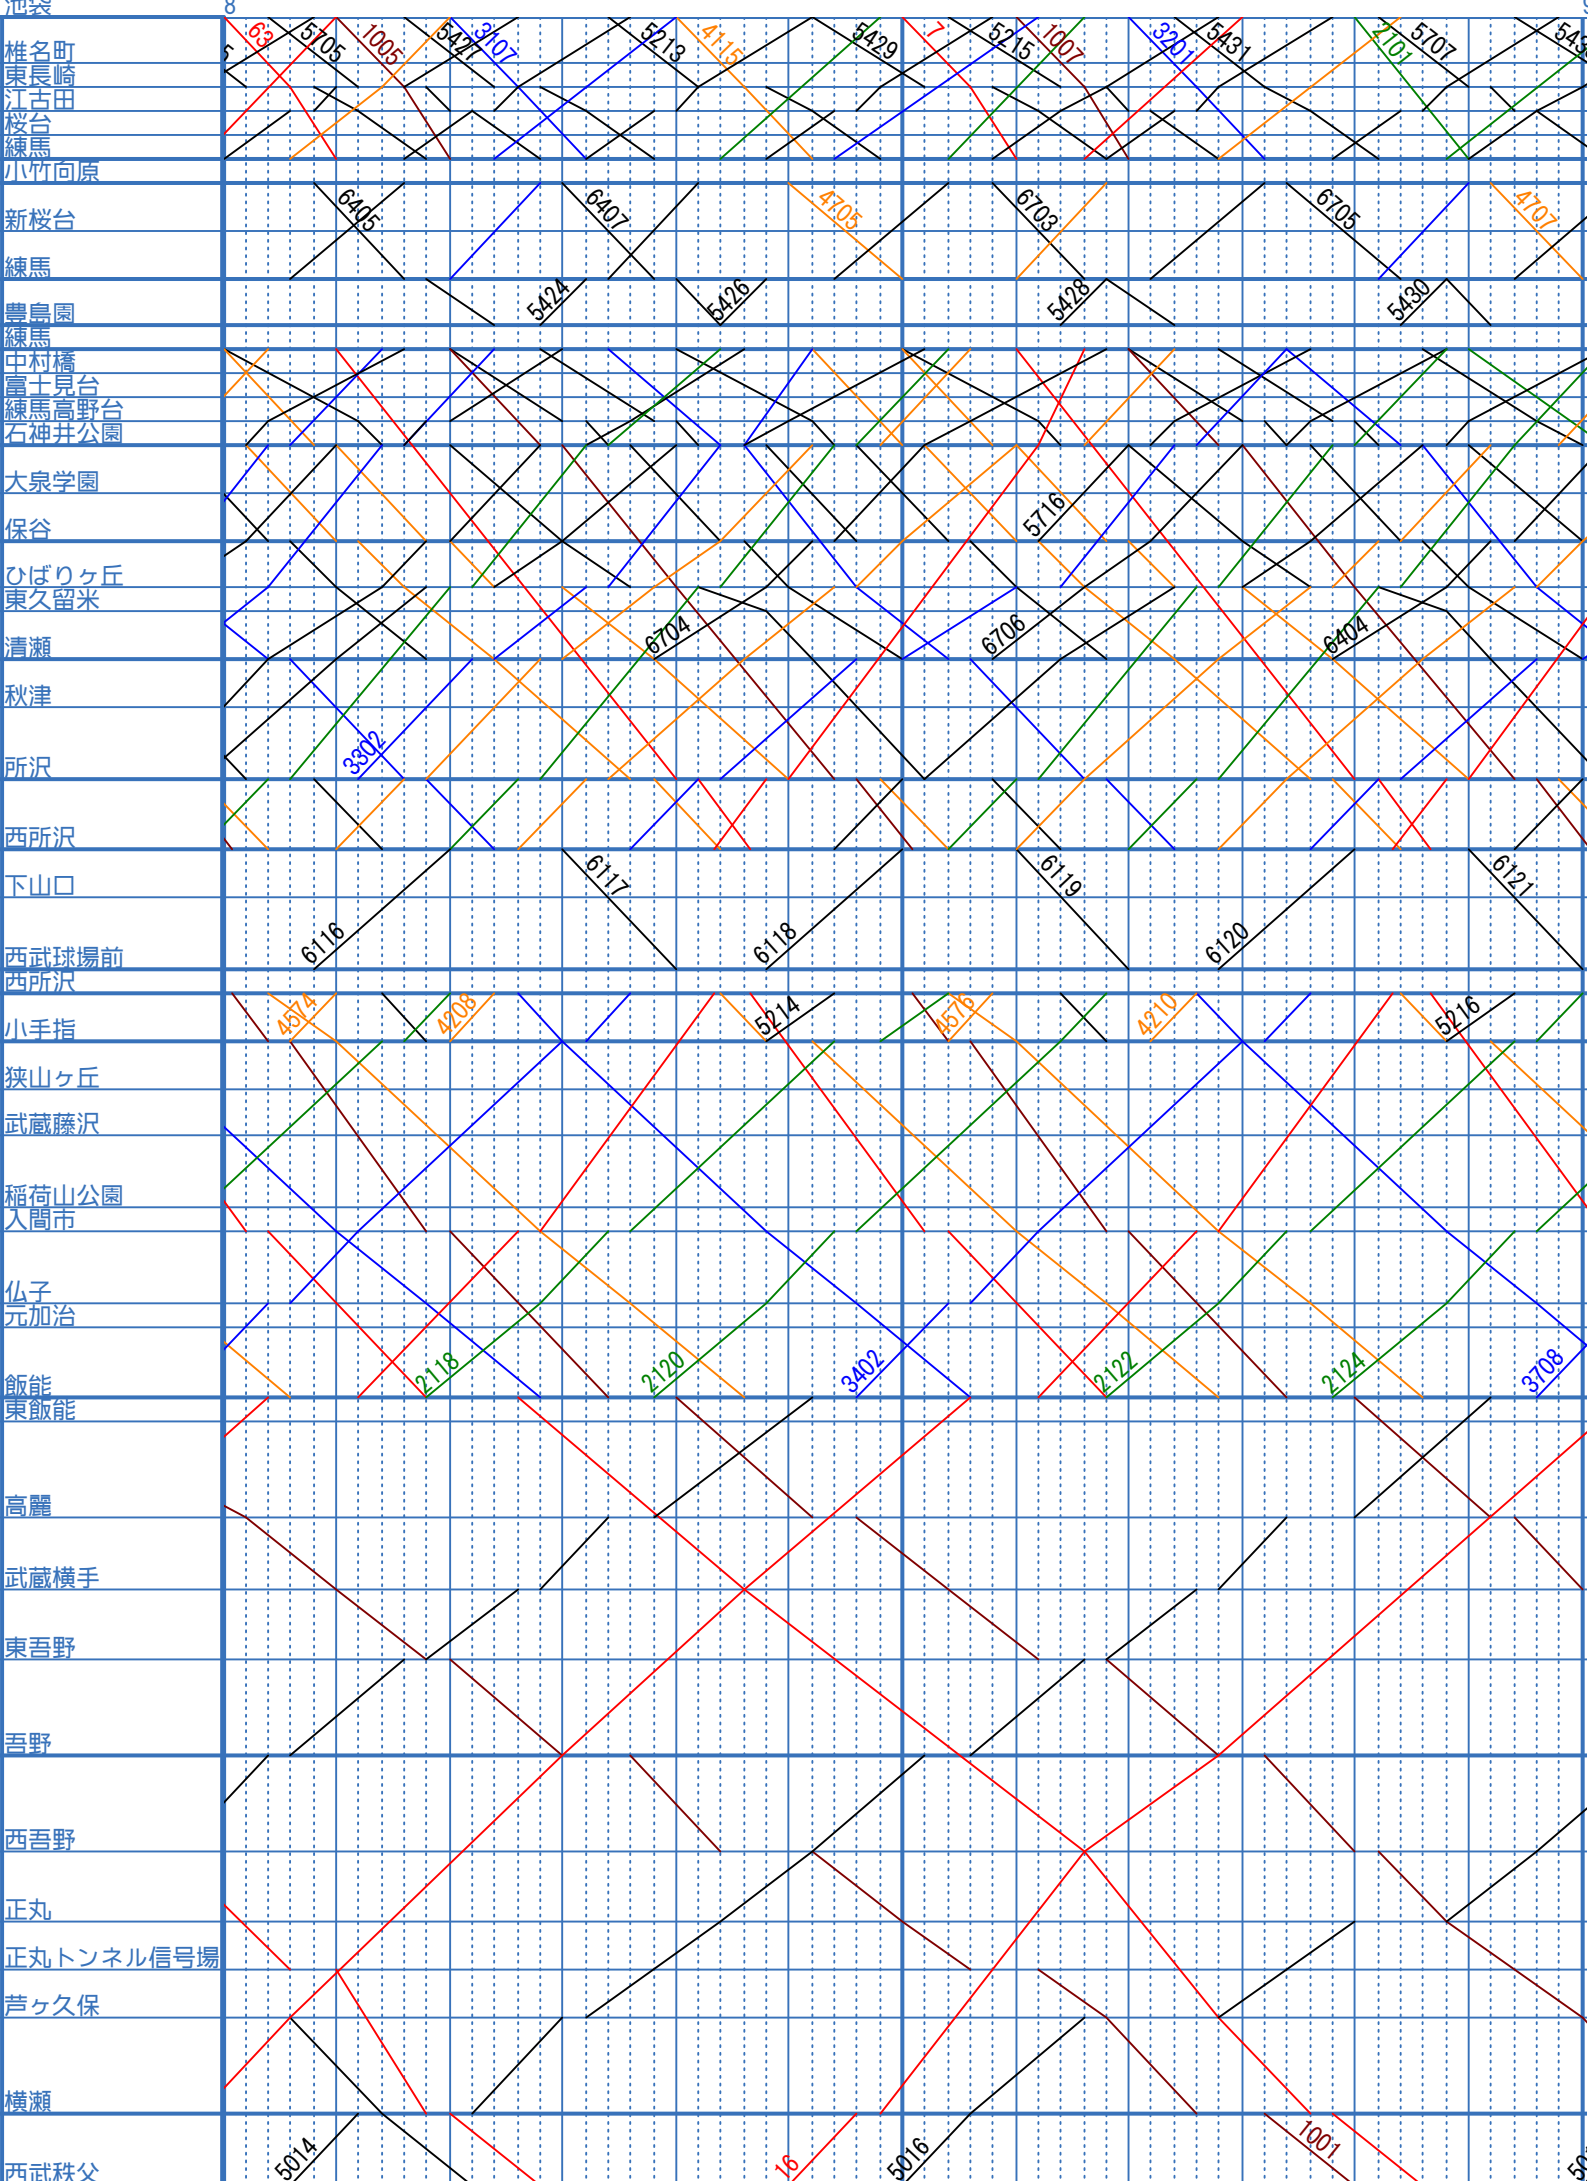 池袋
8
9
63
5705
1005
5427
3107
5213
4115
5429
7
5215
1007
3201
5431
2101
5707
椎名町
東長崎
江古田
桜台
練馬
小竹向原
6405
6407
4705
6703
6705
4707
新桜台
練馬
5424
5426
5428
5430
豊島園
練馬
中村橋
富士見台
練馬高野台
石神井公園
大泉学園
5716
保谷
ひばりヶ丘
東久留米
6704
6706
6404
清瀬
秋津
3302
所沢
西所沢
6117
6119
6121
下山口
6116
6118
6120
西武球場前
西所沢
4574
4208
5214
4576
4210
5216
小手指
狭山ヶ丘
武蔵藤沢
稲荷山公園
入間市
仏子
元加治
2118
2120
3402
2122
2124
3708
飯能
東飯能
高麗
武蔵横手
東吾野
吾野
西吾野
正丸
正丸トンネル信号場
芦ヶ久保
横瀬
5014
16
5016
1001
西武秩父